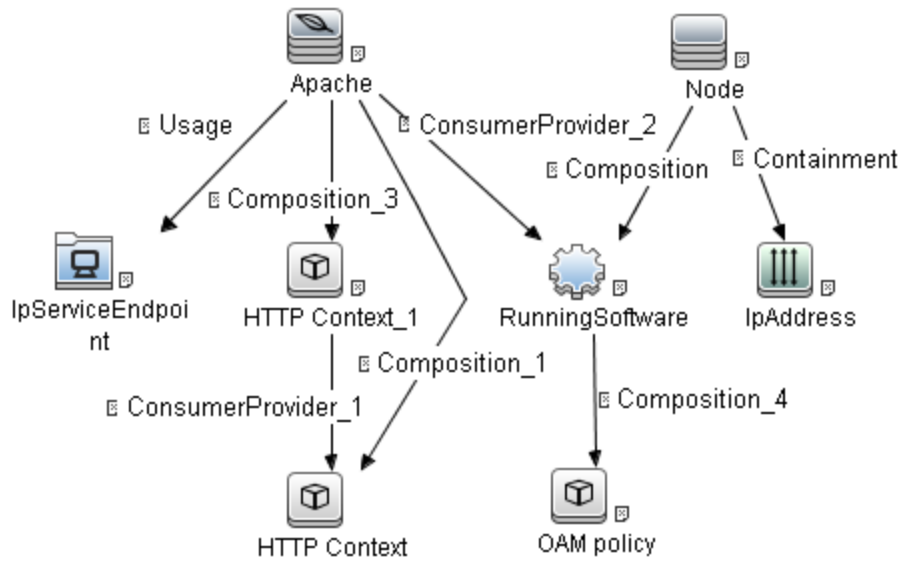 Apache
Node
Usage
ConsumerProvider_2
Composition
Containment
Composition_3
IpServiceEndpoi
nt
HTTP Context_1
RunningSoftware
IpAddress
Composition_1
ConsumerProvider_1
Composition_4
HTTP Context
OAM policy